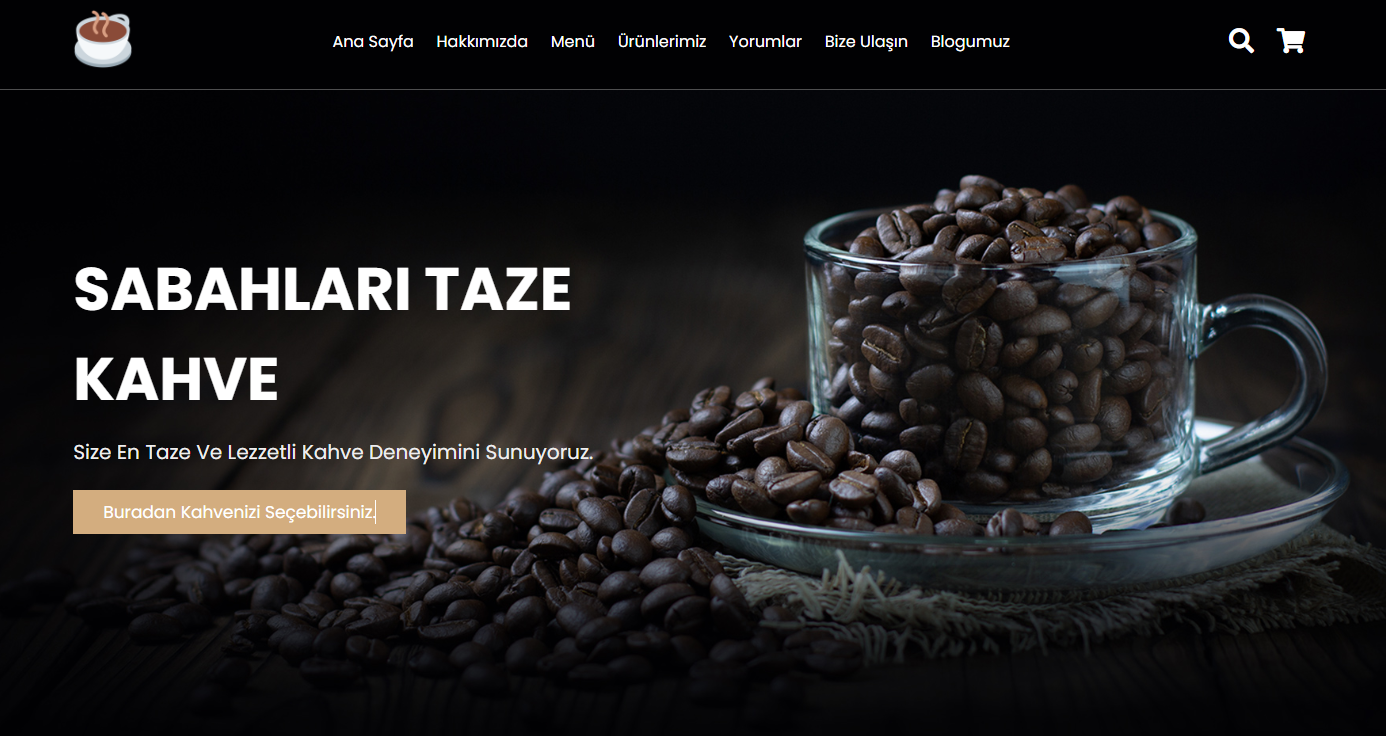 Ana Sayfa Hakkımızda Menü Ürünlerimiz Yorumlar Bize Ulaşın Blogumuz
SABAHLARI TAZE
KAHVE
Size En Taze Ve Lezzetli Kahve Deneyimini Sunuyoruz.
Buradan Kahvenizi Seçebilirsiniz.